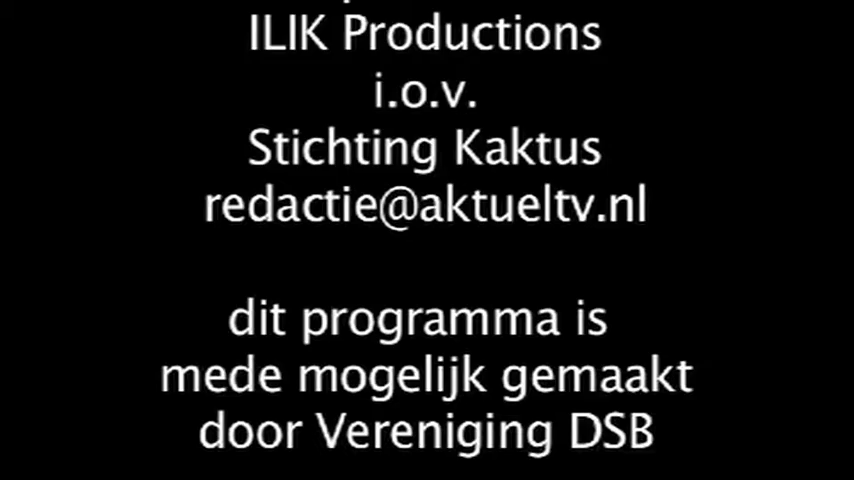 ILIK Productions
i.o.v.
Stichting Kaktus
redactie@aktueltv.nl
dit programma is
mede mogelijk gemaakt
door Vereniging DSB